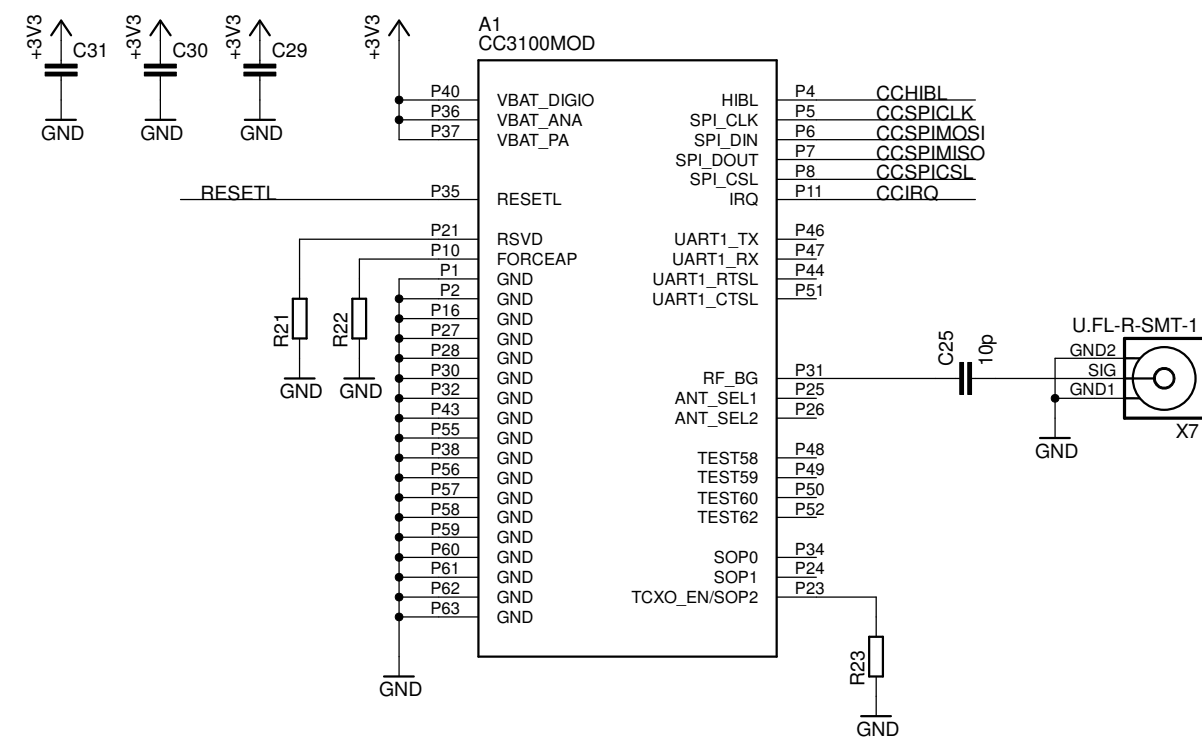 +3V3
C31
GND
+3V3
C30
GND
+3V3
C29
GND
+3V3
A1
CC3100MOD
P40 VBAT_DIGIO
P36 VBAT_ANA
P37 VBAT_PA
RESETL P35 RESETL
P21 RSVD
P10 FORCEAP
P1 GND
P2 GND
P16 GND
P27 GND
P28 GND
P30 GND
P32 GND
P43 GND
P55 GND
P38 GND
P56 GND
P57 GND
P58 GND
P59 GND
P60 GND
P61 GND
P62 GND
P63 GND
R21
GND
R22
GND
GND
HIBL P4 CCHIBL
SPI_CLK P5 CCSPICLK
SPI_DIN P6 CCSPIMOSI
SPI_DOUT P7 CCSPIMISO
SPI_CSL P8 CCSPICSL
IRQ P11 CCIRQ
UART1_TX P46
UART1_RX P47
UART1_RTSL P44
UART1_CTSL P51
RF_BG P31
ANT_SEL1 P25
ANT_SEL2 P26
TEST58 P48
TEST59 P49
TEST60 P50
TEST62 P52
SOP0 P34
SOP1 P24
TCXO_EN/SOP2 P23
R23
GND
C25
10p
U.FL-R-SMT-1
GND2
SIG
GND1
X7
GND